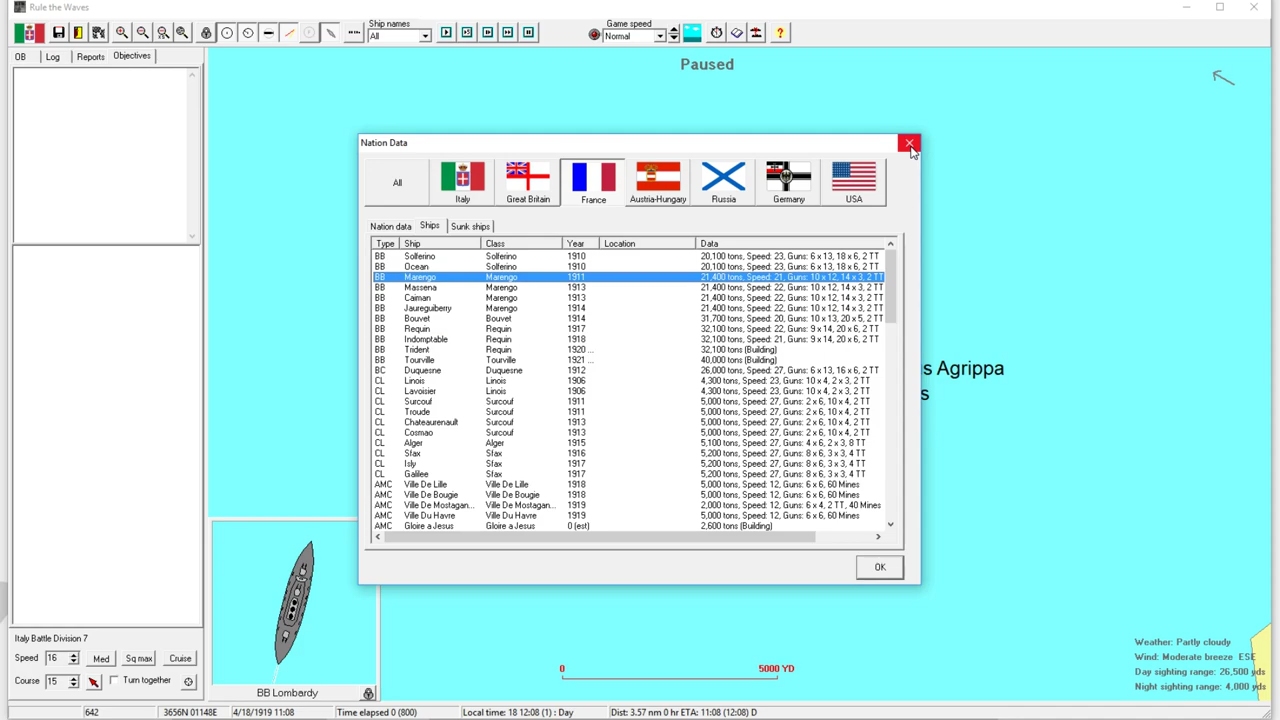 Rule the Waves
Ship names
All
Game speed
Normal
OB Log Reports Objectives
Paused
Nation Data
All Italy Great Britain France Austria-Hungary Russia Germany USA
Nation data Ships Sunk ships
Type Ship Class Year Location Data
BB Solferino Solferino 1910 20,100 tons, Speed: 23, Guns: 6 x 13, 18 x 6, 2 TT
BB Ocean Solferino 1910 20,100 tons, Speed: 23, Guns: 6 x 13, 18 x 6, 2 TT
BB Marengo Marengo 1911 21,400 tons, Speed: 21, Guns: 10 x 12, 14 x 3, 2 TT
BB Massena Marengo 1913 21,400 tons, Speed: 22, Guns: 10 x 12, 14 x 3, 2 TT
BB Caiman Marengo 1913 21,400 tons, Speed: 22, Guns: 10 x 12, 14 x 3, 2 TT
BB Jaureguiberry Marengo 1914 21,400 tons, Speed: 22, Guns: 10 x 12, 14 x 3, 2 TT
BB Bouvet Bouvet 1914 31,700 tons, Speed: 20, Guns: 10 x 13, 20 x 5, 2 TT
BB Requin Requin 1917 32,100 tons, Speed: 22, Guns: 9 x 14, 20 x 6, 2 TT
BB Indomptable Requin 1918 32,100 tons, Speed: 21, Guns: 9 x 14, 20 x 6, 2 TT
BB Trident Requin 1920 ... 32,100 tons (Building)
BB Tourville Tourville 1921 ... 40,000 tons (Building)
BC Duquesne Duquesne 1912 26,000 tons, Speed: 27, Guns: 6 x 13, 16 x 6, 2 TT
CL Linois Linois 1906 4,300 tons, Speed: 23, Guns: 10 x 4, 2 x 3, 2 TT
CL Lavoisier Linois 1906 4,300 tons, Speed: 23, Guns: 10 x 4, 2 x 3, 2 TT
CL Surcouf Surcouf 1911 5,000 tons, Speed: 27, Guns: 2 x 6, 10 x 4, 2 TT
CL Troude Surcouf 1911 5,000 tons, Speed: 27, Guns: 2 x 6, 10 x 4, 2 TT
CL Chateaurenault Surcouf 1913 5,000 tons, Speed: 27, Guns: 2 x 6, 10 x 4, 2 TT
CL Cosmao Surcouf 1913 5,000 tons, Speed: 27, Guns: 2 x 6, 10 x 4, 2 TT
CL Alger Alger 1915 5,100 tons, Speed: 27, Guns: 4 x 6, 2 x 3, 8 TT
CL Sfax Sfax 1916 5,200 tons, Speed: 27, Guns: 8 x 6, 3 x 3, 4 TT
CL Isly Sfax 1917 5,200 tons, Speed: 27, Guns: 8 x 6, 3 x 3, 4 TT
CL Galilee Sfax 1917 5,200 tons, Speed: 27, Guns: 8 x 6, 3 x 3, 4 TT
AMC Ville De Lille Ville De Lille 1918 5,000 tons, Speed: 12, Guns: 6 x 6, 60 Mines
AMC Ville De Bougie Ville De Bougie 1918 5,000 tons, Speed: 12, Guns: 6 x 6, 60 Mines
AMC Ville De Mostagan... Ville De Mostagan... 1919 2,000 tons, Speed: 12, Guns: 6 x 4, 2 TT, 40 Mines
AMC Ville Du Havre Ville Du Havre 1919 5,000 tons, Speed: 12, Guns: 6 x 6, 60 Mines
AMC Gloire a Jesus Gloire a Jesus 0 (est) 2,600 tons (Building)
OK
s Agrippa
s
Italy Battle Division 7
Speed 16 Med Sq max Cruise
Course 15 Turn together
BB Lombardy
0 5000 YD
Weather: Partly cloudy
Wind: Moderate breeze ESE
Day sighting range: 26,500 yds
Night sighting range: 4,000 yds
642 3656N 01148E 4/18/1919 11:08 Time elapsed 0 (800) Local time: 18 12:08 (1) : Day Dist: 3.57 nm 0 hr ETA: 11:08 (12:08) D